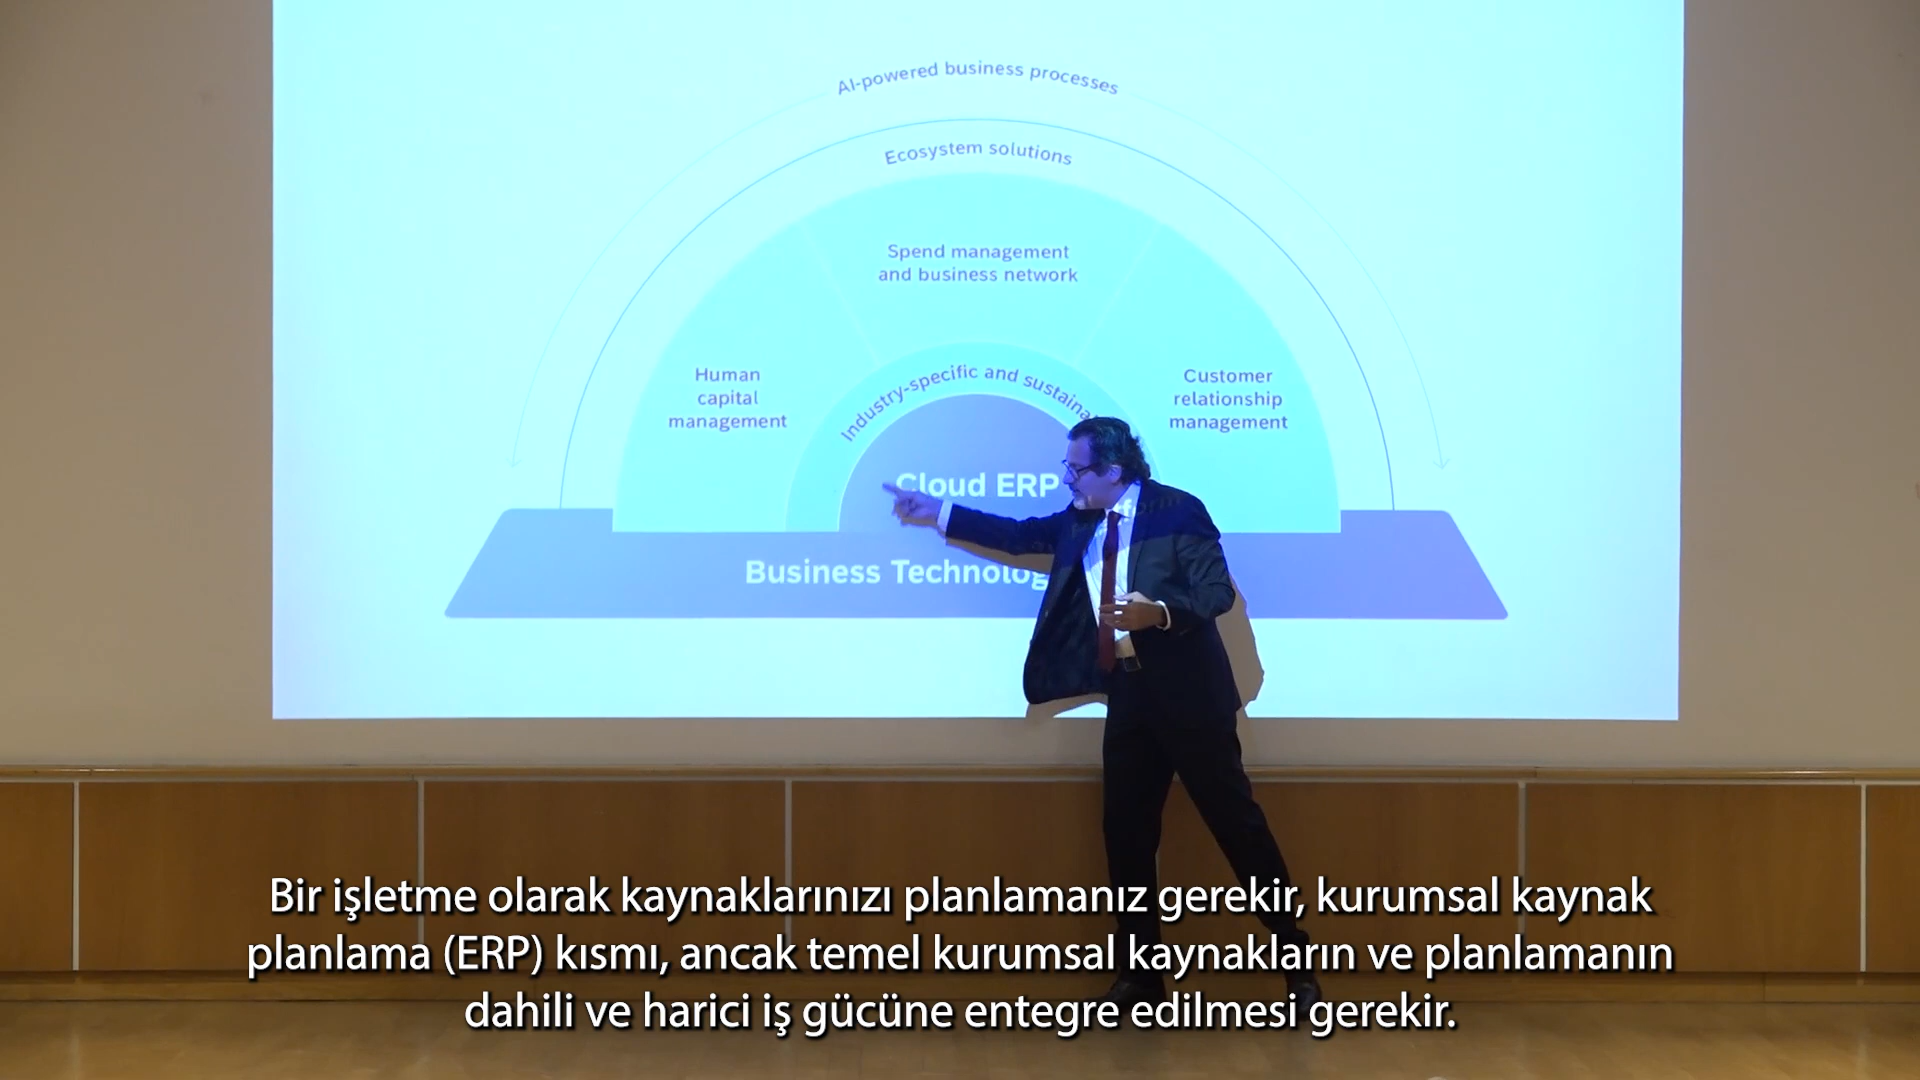 AI-powered business processes
Ecosystem solutions
Spend management
and business network
Human
capital
management
Industry-specific and
Customer
relationship
management
Cloud ERP
Business
Bir işletme olarak kaynaklarınızı planlamanız gerekir, kurumsal kaynak
planlama (ERP) kısmı, ancak temel kurumsal kaynakların ve planlamanın
dahili ve harici iş gücüne entegre edilmesi gerekir.